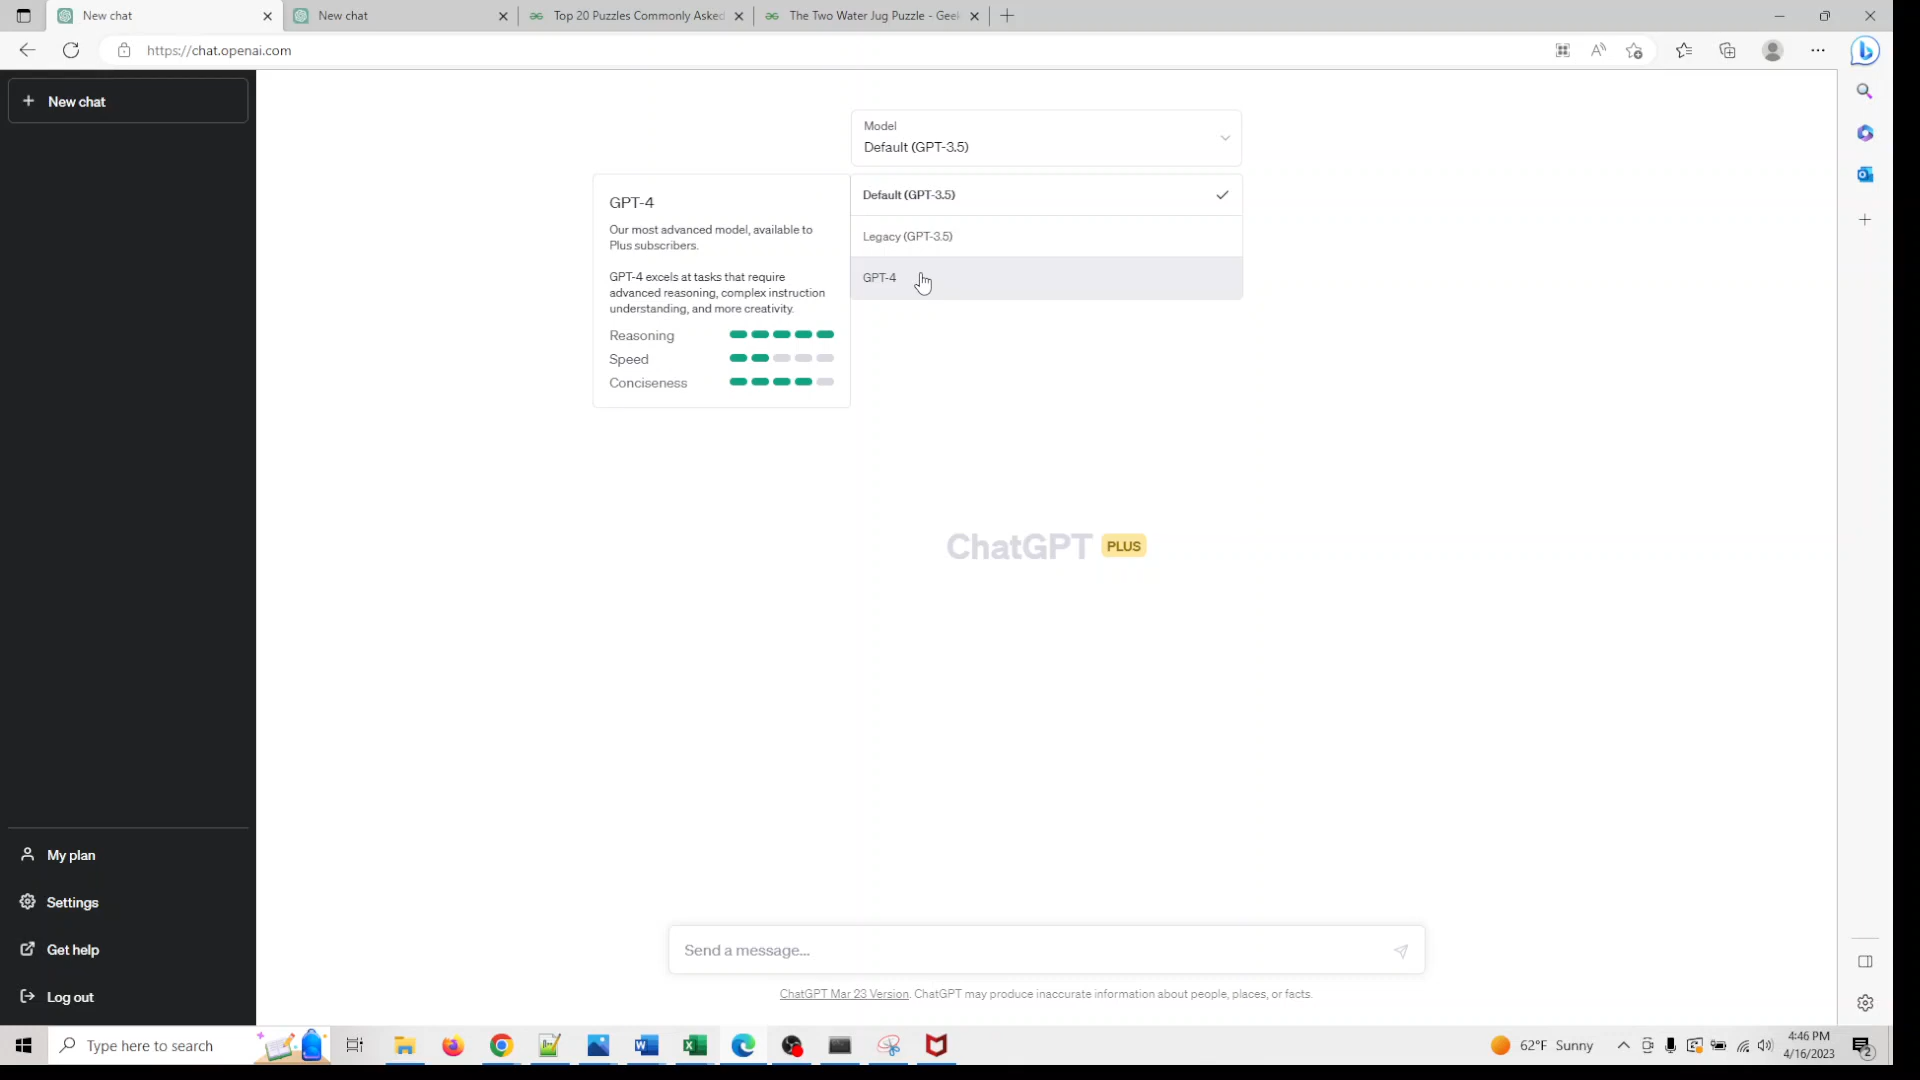 New chat
New chat
Top 20 Puzzles Commonly Asked
The Two Water Jug Puzzle - Geek
https://chat.openai.com
New chat
Model
Default (GPT-3.5)
Default (GPT-3.5)
Legacy (GPT-3.5)
GPT-4
GPT-4
Our most advanced model, available to
Plus subscribers.
GPT-4 excels at tasks that require
advanced reasoning, complex instruction
understanding, and more creativity.
Reasoning
Speed
Conciseness
ChatGPT PLUS
My plan
Settings
Get help
Log out
Send a message...
ChatGPT Mar 23 Version. ChatGPT may produce inaccurate information about people, places, or facts.
Type here to search
62°F Sunny
4:46 PM
4/16/2023
2